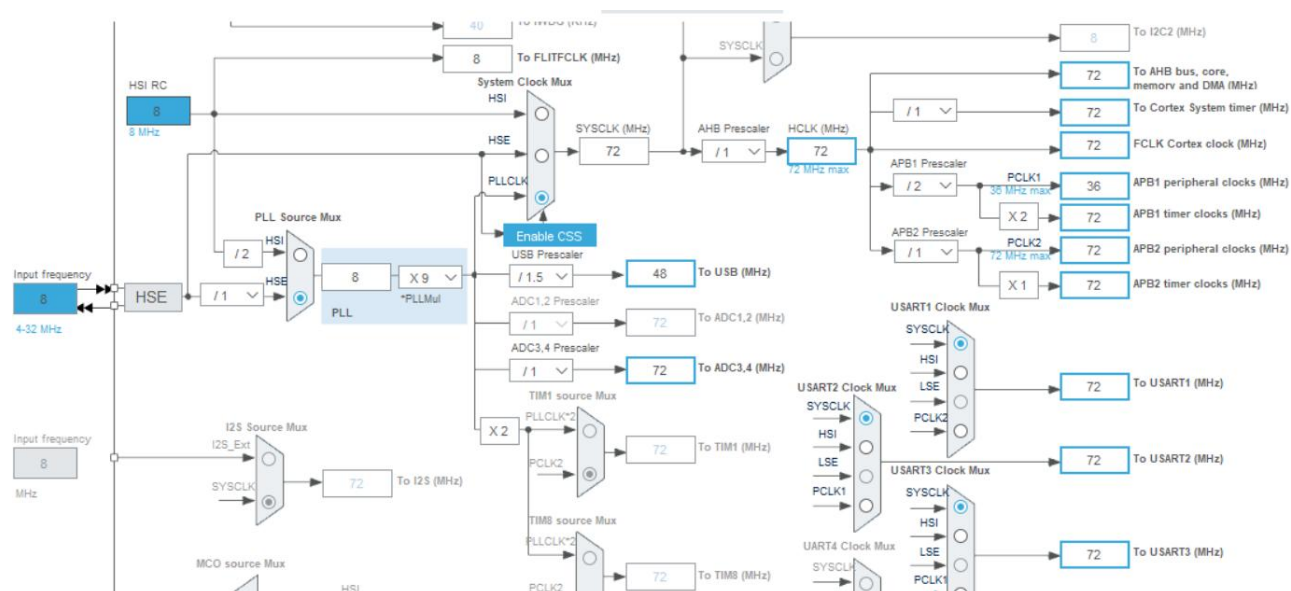 40
To IWDG (KHz)
8
To FLITFCLK (MHz)
SYSCLK
8
To I2C2 (MHz)
HSI RC
8
8 MHz
System Clock Mux
HSI
HSE
PLLCLK
SYSCLK (MHz)
72
AHB Prescaler
/ 1
HCLK (MHz)
72
72 MHz max
72
To AHB bus, core,
memory and DMA (MHz)
/ 1
72
To Cortex System timer (MHz)
72
FCLK Cortex clock (MHz)
APB1 Prescaler
/ 2
PCLK1
36 MHz max
36
APB1 peripheral clocks (MHz)
X 2
72
APB1 timer clocks (MHz)
APB2 Prescaler
/ 1
PCLK2
72 MHz max
72
APB2 peripheral clocks (MHz)
X 1
72
APB2 timer clocks (MHz)
Enable CSS
PLL Source Mux
/ 2
HSI
HSE
Input frequency
8
4-32 MHz
HSE
/ 1
8
X 9
*PLLMul
PLL
USB Prescaler
/ 1.5
48
To USB (MHz)
ADC1,2 Prescaler
/ 1
72
To ADC1,2 (MHz)
ADC3,4 Prescaler
/ 1
72
To ADC3,4 (MHz)
USART1 Clock Mux
SYSCLK
HSI
LSE
PCLK2
72
To USART1 (MHz)
USART2 Clock Mux
SYSCLK
HSI
LSE
PCLK1
72
To USART2 (MHz)
X 2
TIM1 source Mux
PLLCLK*2
PCLK2
72
To TIM1 (MHz)
Input frequency
8
MHz
I2S Source Mux
I2S_Ext
SYSCLK
72
To I2S (MHz)
USART3 Clock Mux
SYSCLK
HSI
LSE
PCLK1
72
To USART3 (MHz)
TIM8 source Mux
PLLCLK*2
PCLK2
72
To TIM8 (MHz)
UART4 Clock Mux
SYSCLK
MCO source Mux
HSI